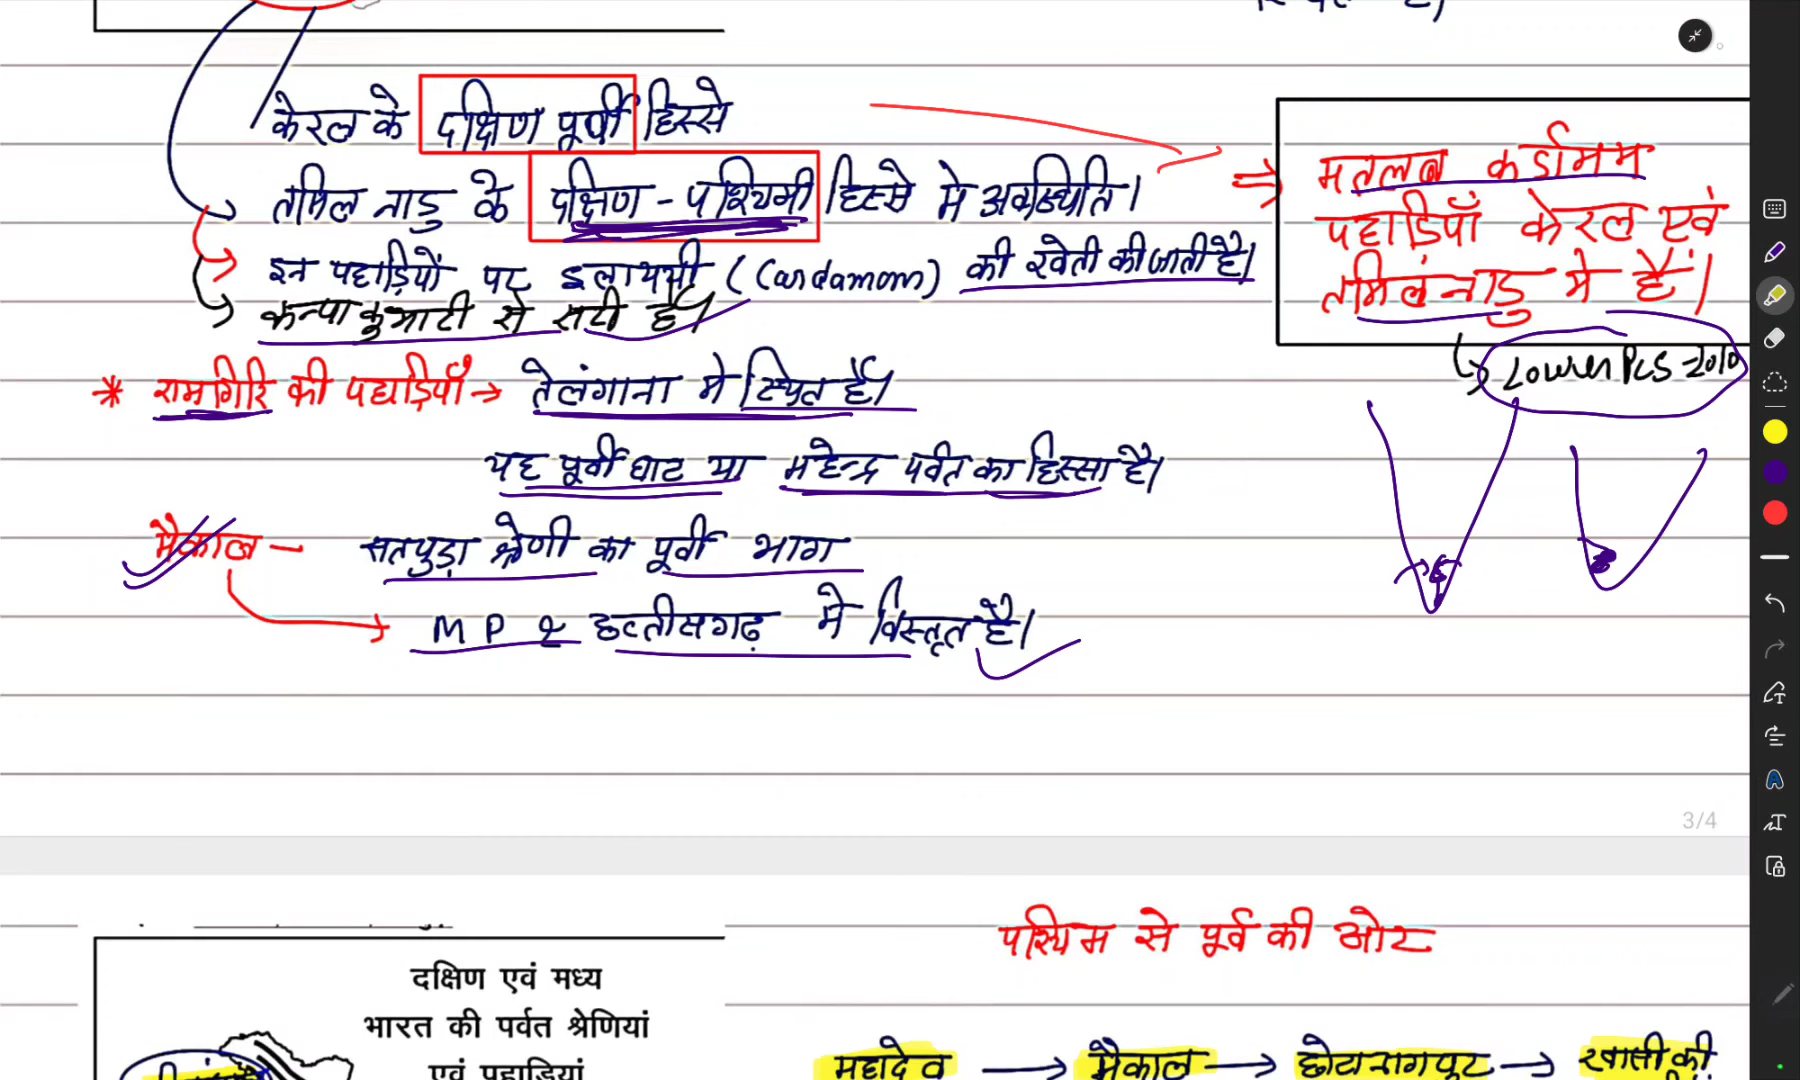 केरल के दक्षिण पूर्वी हिस्से
तमिल नाडु के दक्षिण - पश्चिमी हिस्से मे अवस्थिति।
इन पहाड़ियों पर इलायची (Cardamom) की खेती की जाती है।
कन्याकुमारी से सटी है।
मतलब कर्डामम
पहाड़ियाँ केरल एवं
तमिलनाडु मे है।
Lower PCS-2010
* रामगिरि की पहाड़ियाँ → तेलंगाना मे स्थित है।
यह पूर्वी घाट या महेन्द्र पर्वत का हिस्सा है।
मैकाल - सतपुड़ा श्रेणी का पूर्वी भाग
MP & छत्तीसगढ़ मे विस्तृत है।
3/4
पश्चिम से पूर्व की ओर
दक्षिण एवं मध्य
भारत की पर्वत श्रेणियां
एवं पहाड़ियां
महादेव → मैकाल → छोटानागपुर → खासी की